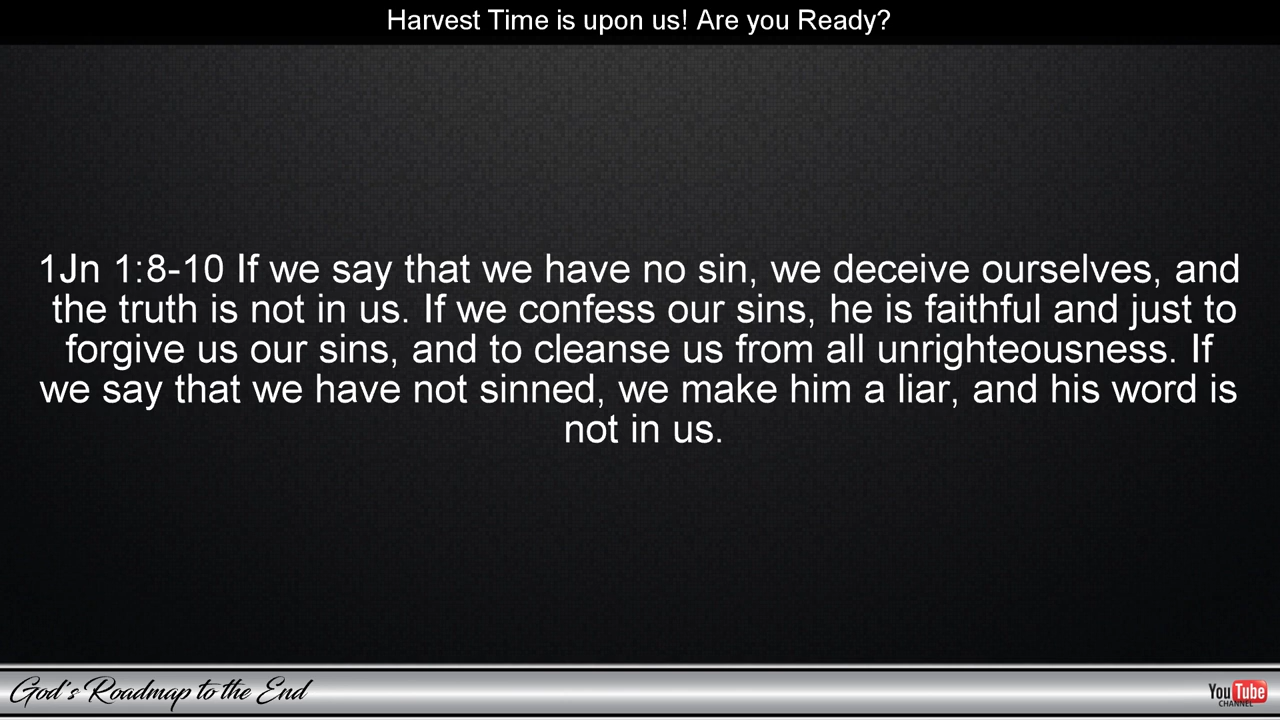 Harvest Time is upon us! Are you Ready?
1Jn 1:8-10 If we say that we have no sin, we deceive ourselves, and
the truth is not in us. If we confess our sins, he is faithful and just to
forgive us our sins, and to cleanse us from all unrighteousness. If
we say that we have not sinned, we make him a liar, and his word is
not in us.
God's Roadmap to the End
YouTube
CHANNEL